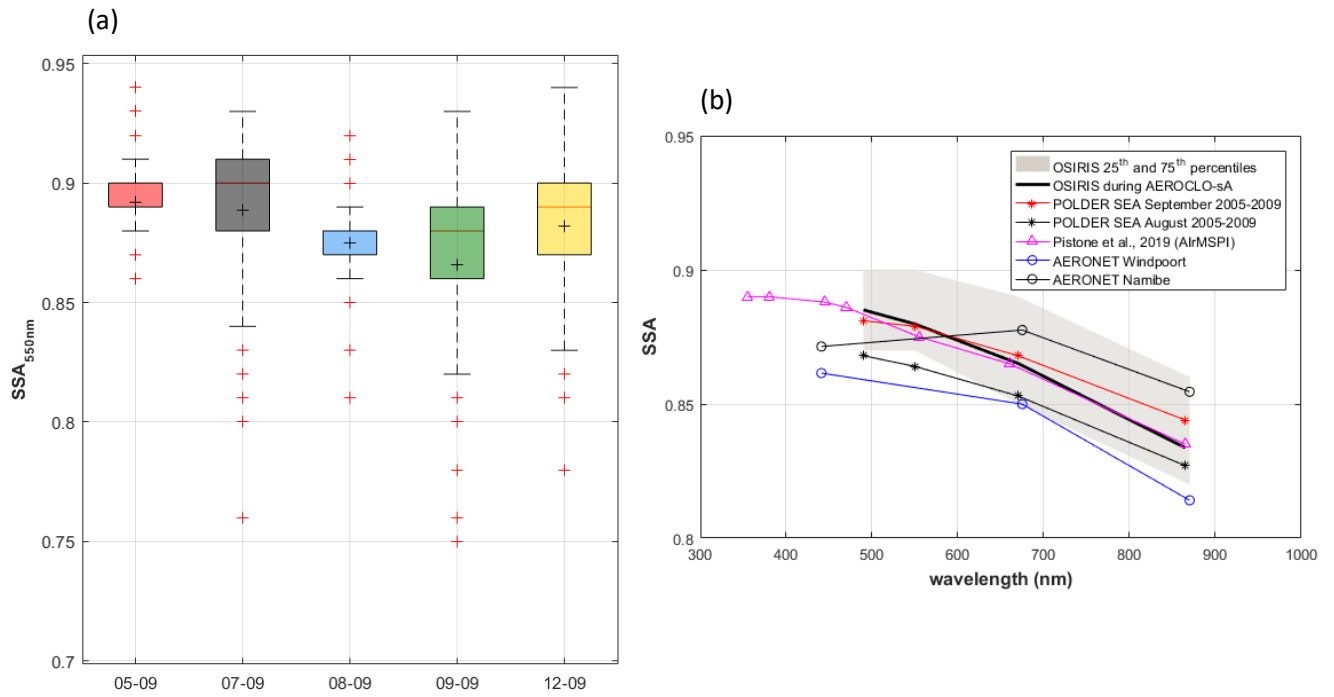 (a)
0.95
0.9
0.85
0.8
0.75
0.7
SSA550nm
05-09
07-09
08-09
09-09
12-09
(b)
0.95
0.9
0.85
0.8
SSA
300
400
500
600
700
800
900
1000
wavelength (nm)
OSIRIS 25th and 75th percentiles
OSIRIS during AEROCLO-sA
POLDER SEA September 2005-2009
POLDER SEA August 2005-2009
Pistone et al., 2019 (AIrMSPI)
AERONET Windpoort
AERONET Namibe